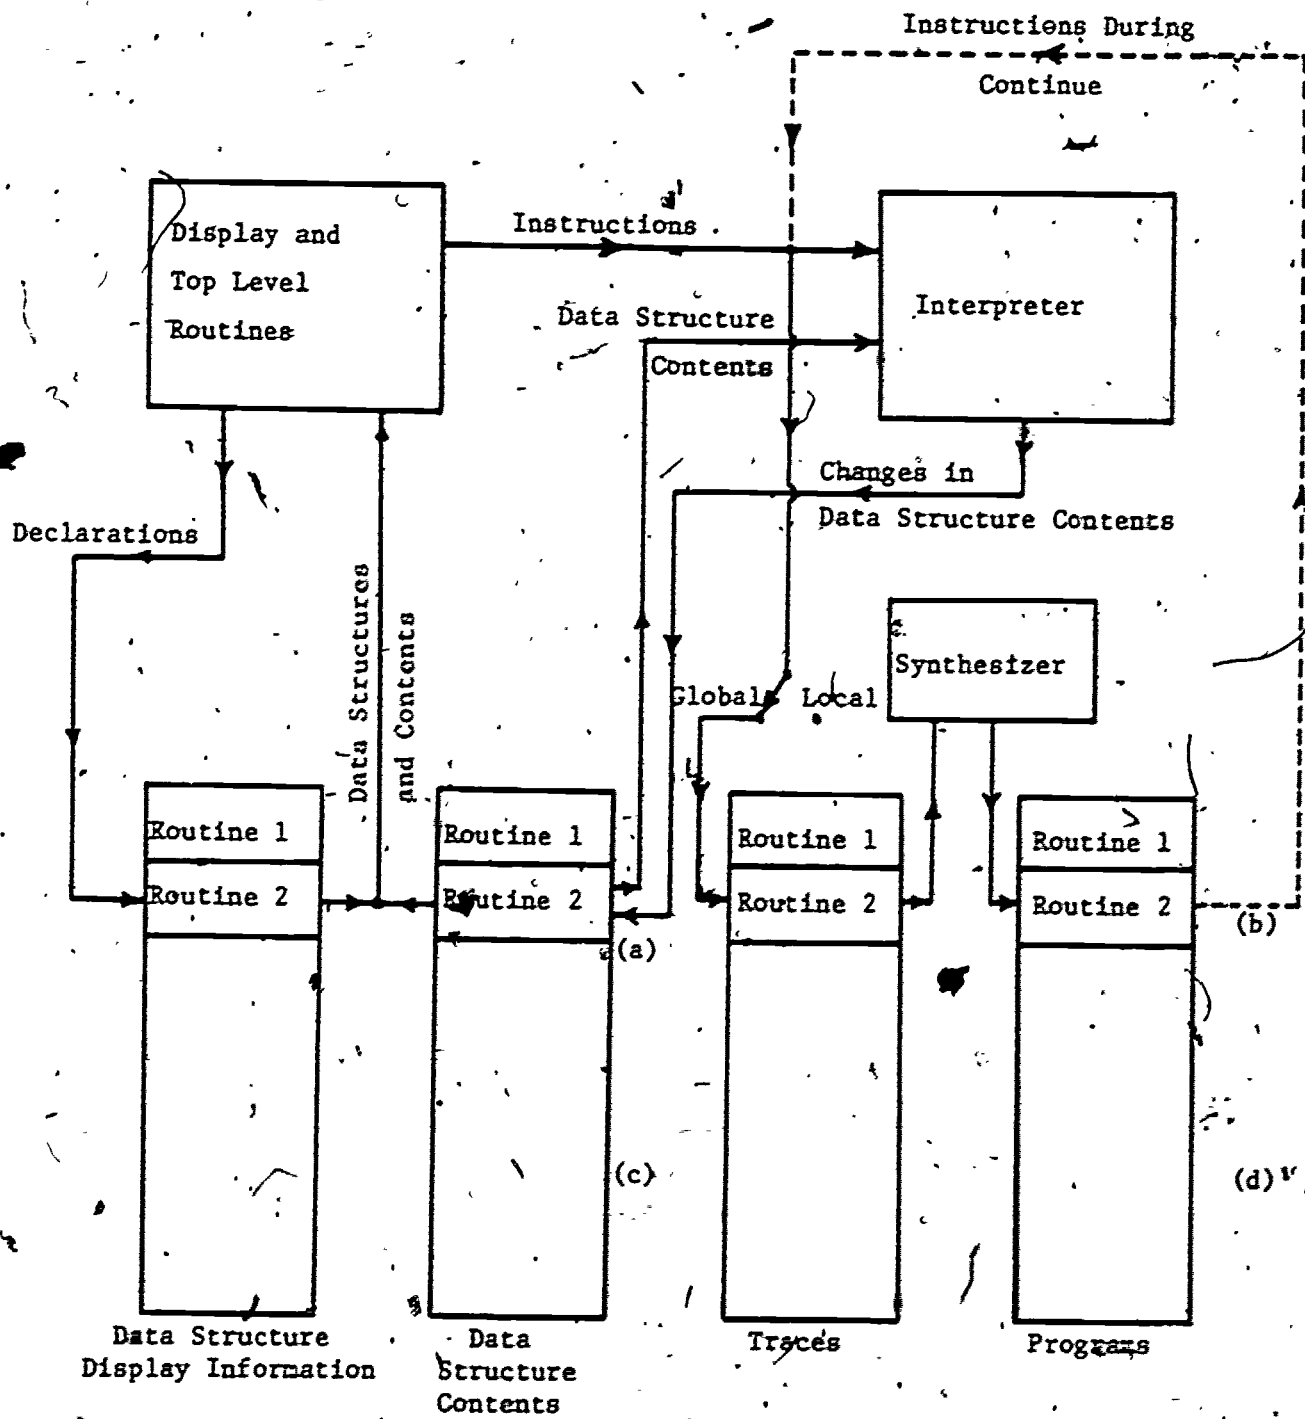 Instructions During
Continue
Display and
Top Level
Routines
Instructions
Interpreter
Data Structure
Contents
Changes in
Data Structure Contents
Declarations
Data Structures
and Contents
Synthesizer
Global
Local
Routine 1
Routine 2
Routine 1
Routine 2
Routine 1
Routine 2
Routine 1
Routine 2
(a)
(b)
(c)
(d)
Data Structure
Display Information
Data
Structure
Contents
Traces
Programs